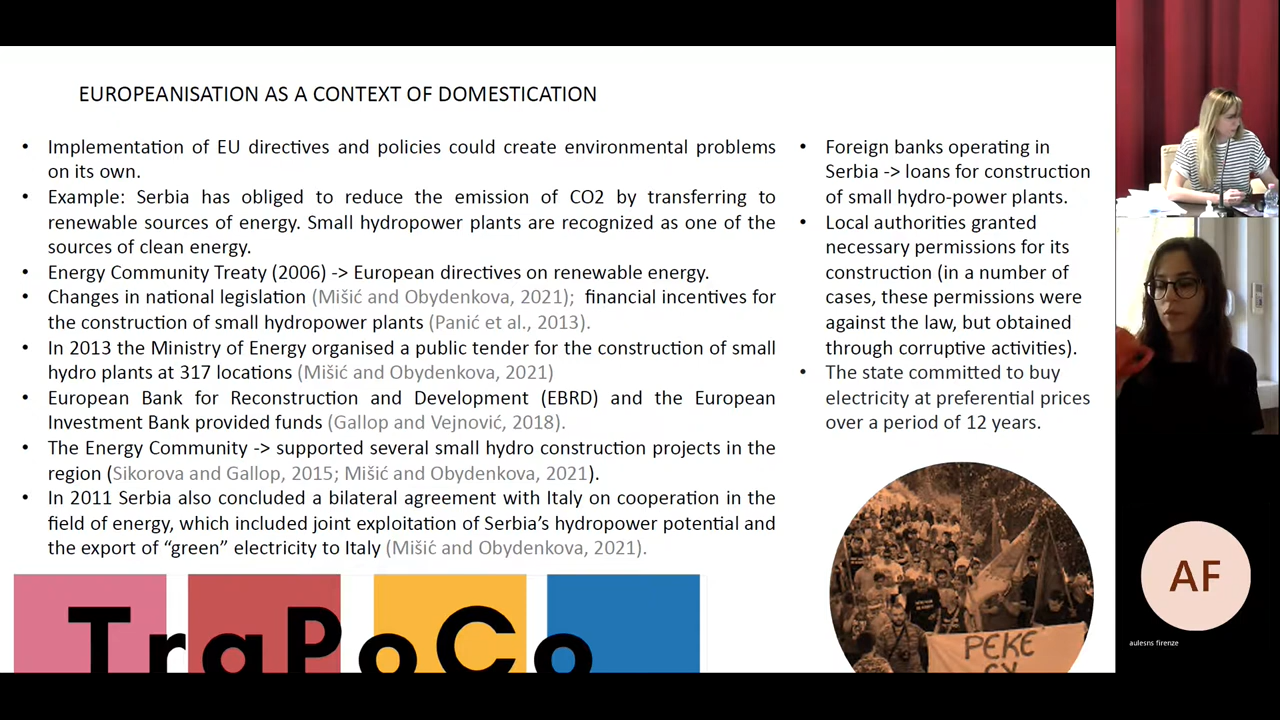 EUROPEANISATION AS A CONTEXT OF DOMESTICATION
• Implementation of EU directives and policies could create environmental problems
on its own.
• Example: Serbia has obliged to reduce the emission of CO2 by transferring to
renewable sources of energy. Small hydropower plants are recognized as one of the
sources of clean energy.
• Energy Community Treaty (2006) -> European directives on renewable energy.
• Changes in national legislation (Mišić and Obydenkova, 2021); financial incentives for
the construction of small hydropower plants (Panić et al., 2013).
• In 2013 the Ministry of Energy organised a public tender for the construction of small
hydro plants at 317 locations (Mišić and Obydenkova, 2021)
• European Bank for Reconstruction and Development (EBRD) and the European
Investment Bank provided funds (Gallop and Vejnović, 2018).
• The Energy Community -> supported several small hydro construction projects in the
region (Sikorova and Gallop, 2015; Mišić and Obydenkova, 2021).
• In 2011 Serbia also concluded a bilateral agreement with Italy on cooperation in the
field of energy, which included joint exploitation of Serbia’s hydropower potential and
the export of “green” electricity to Italy (Mišić and Obydenkova, 2021).
• Foreign banks operating in
Serbia -> loans for construction
of small hydro-power plants.
• Local authorities granted
necessary permissions for its
construction (in a number of
cases, these permissions were
against the law, but obtained
through corruptive activities).
• The state committed to buy
electricity at preferential prices
over a period of 12 years.
TraPoCo
РЕКЕ
СУ
AF
aulesns firenze